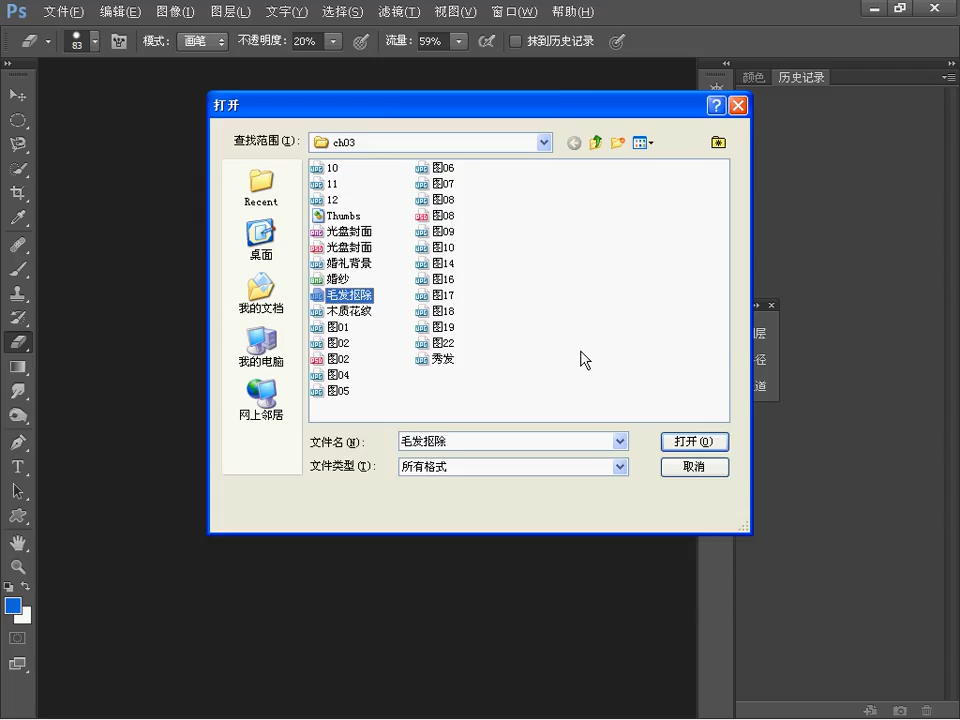 Ps 文件(F) 编辑(E) 图像(I) 图层(L) 文字(Y) 选择(S) 滤镜(T) 视图(V) 窗口(W) 帮助(H)
83 模式: 画笔 不透明度: 20% 流量: 59% 抹到历史记录
颜色 历史记录
打开
查找范围(I): ch03
Recent
桌面
我的文档
我的电脑
网上邻居
10
11
12
Thumbs
光盘封面
光盘封面
婚礼背景
婚纱
毛发抠除
木质花纹
图01
图02
图02
图04
图05
图06
图07
图08
图08
图09
图10
图14
图16
图17
图18
图19
图22
秀发
层
径
道
文件名(N): 毛发抠除 打开(O)
文件类型(T): 所有格式 取消